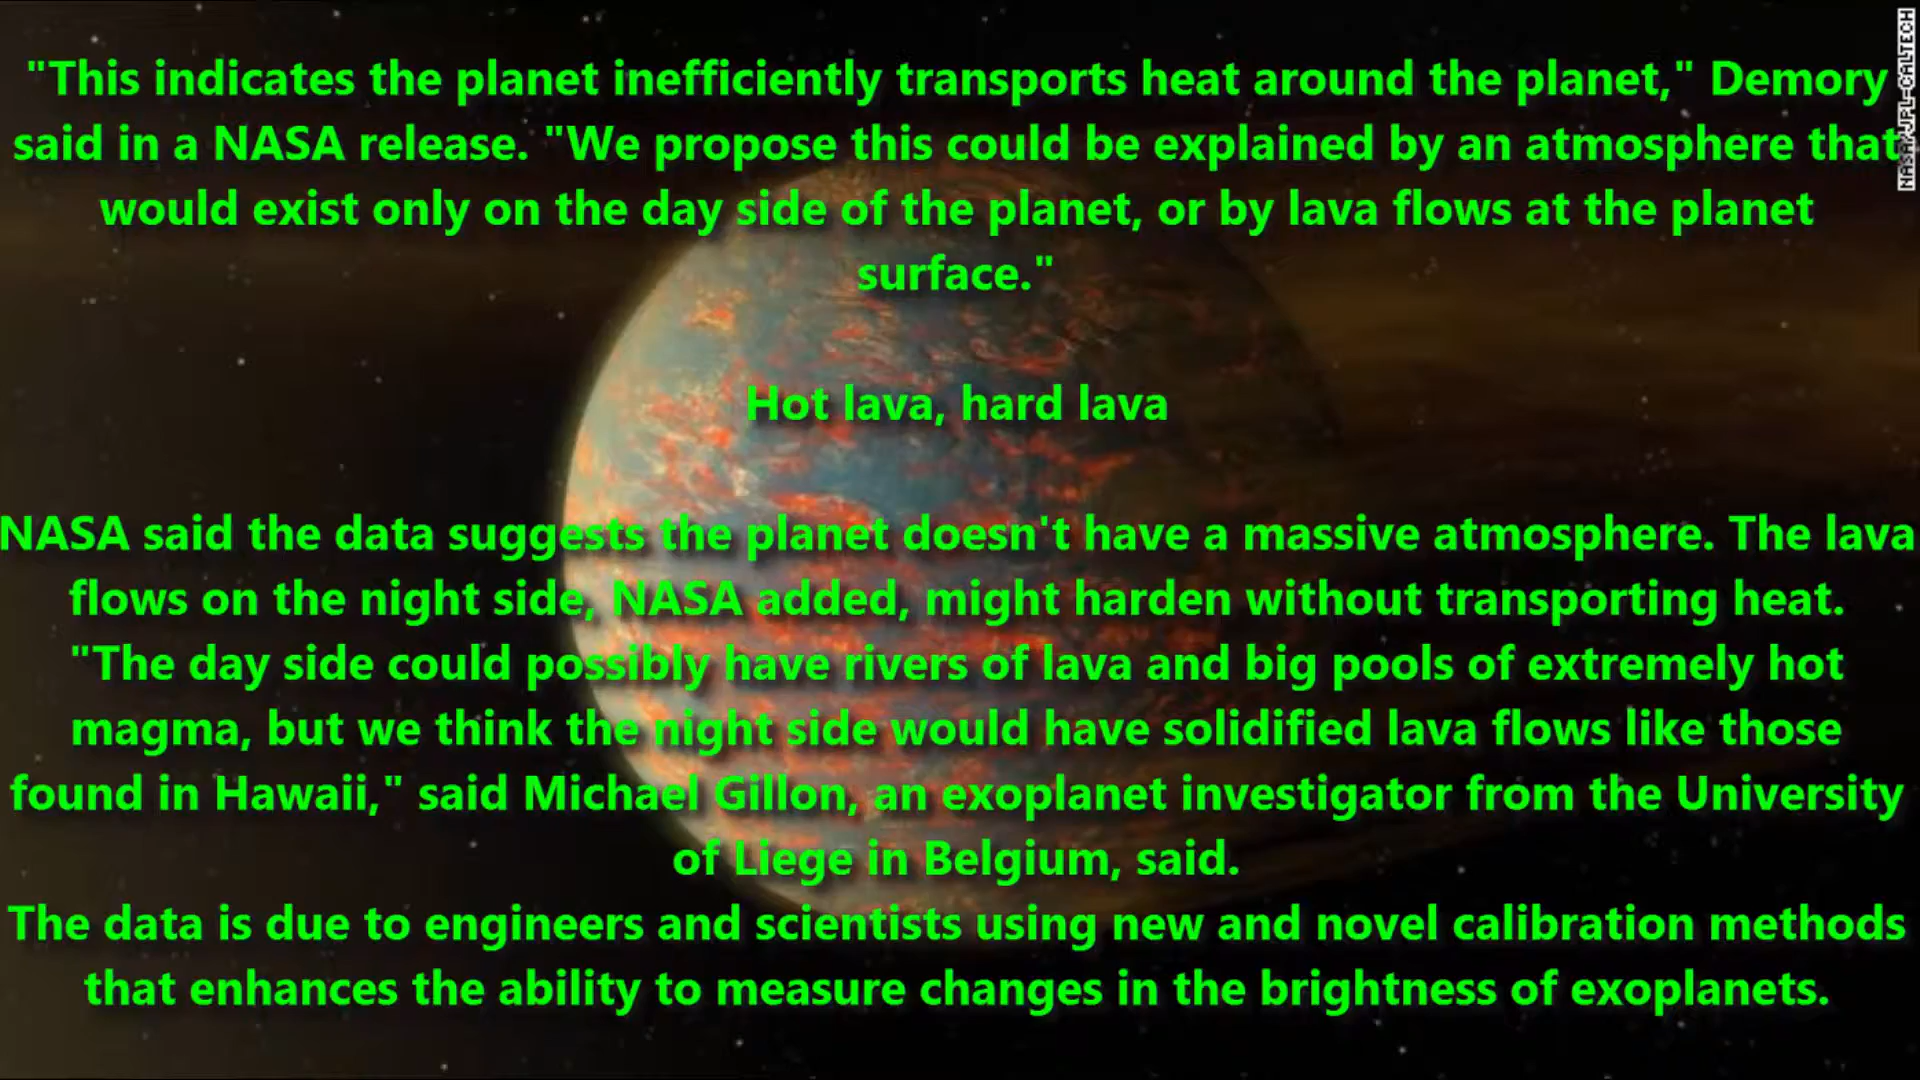 "This indicates the planet inefficiently transports heat around the planet," Demory
said in a NASA release. "We propose this could be explained by an atmosphere that
would exist only on the day side of the planet, or by lava flows at the planet
surface."
Hot lava, hard lava
NASA said the data suggests the planet doesn't have a massive atmosphere. The lava
flows on the night side, NASA added, might harden without transporting heat.
"The day side could possibly have rivers of lava and big pools of extremely hot
magma, but we think the night side would have solidified lava flows like those
found in Hawaii," said Michael Gillon, an exoplanet investigator from the University
of Liege in Belgium, said.
The data is due to engineers and scientists using new and novel calibration methods
that enhances the ability to measure changes in the brightness of exoplanets.
NASA/JPL-CALTECH